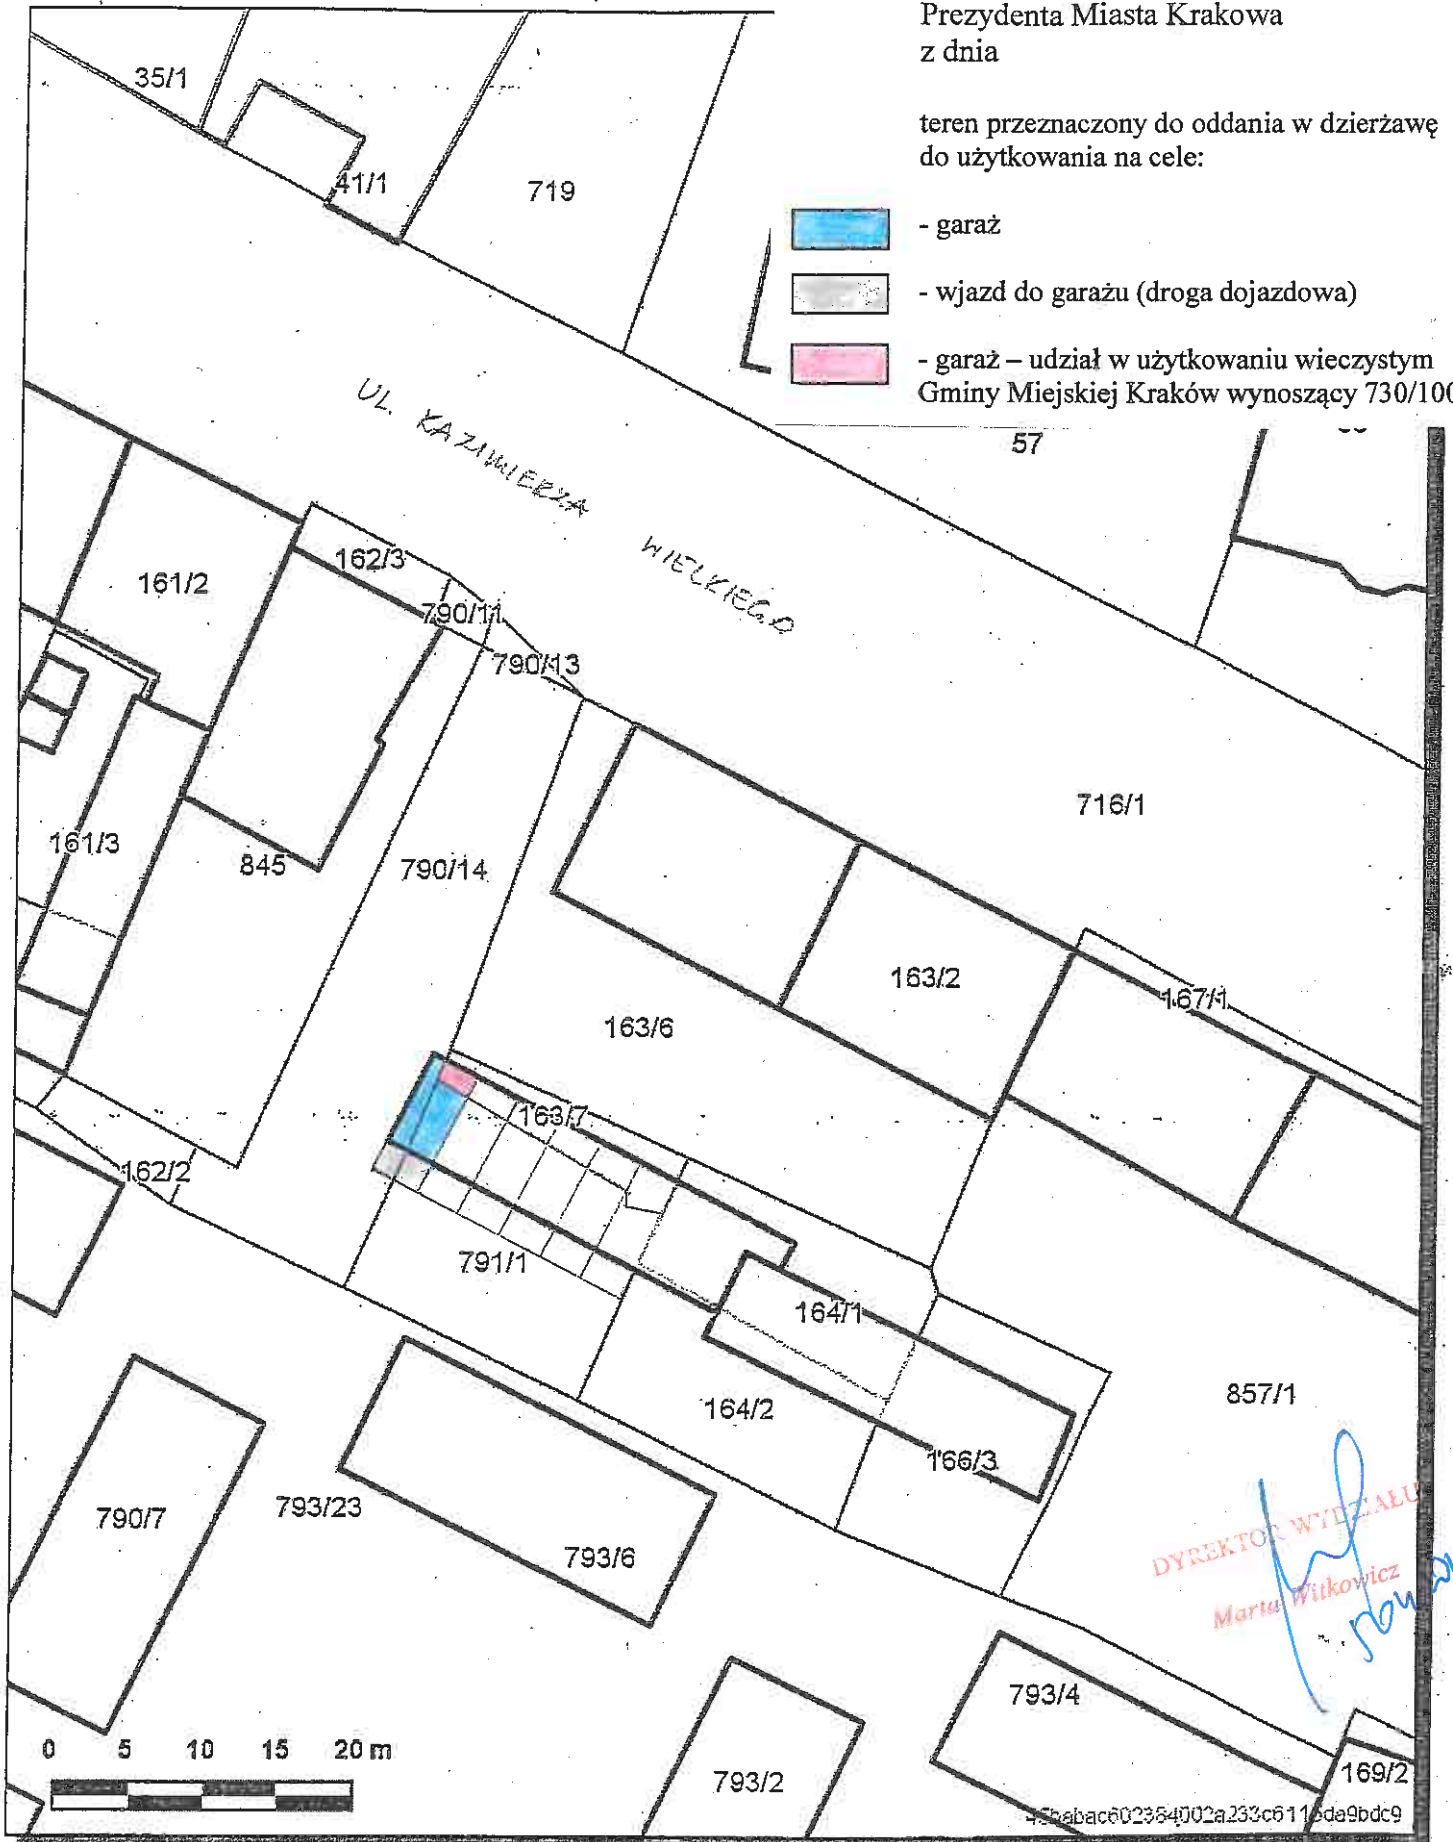 Prezydenta Miasta Krakowa
z dnia
teren przeznaczony do oddania w dzierżawę
do użytkowania na cele:
- garaż
- wjazd do garażu (droga dojazdowa)
- garaż – udział w użytkowaniu wieczystym
Gminy Miejskiej Kraków wynoszący 730/100
35/1
41/1
719
57
UL. KAZIMIERZA WIELKIEGO
162/3
161/2
790/11
790/13
716/1
161/3
845
790/14
163/2
167/1
163/6
163/7
162/2
791/1
164/1
857/1
164/2
166/3
790/7
793/23
793/6
DYREKTOR WYDZIAŁU
Marta Witkowicz
793/4
0 5 10 15 20 m
793/2
169/2